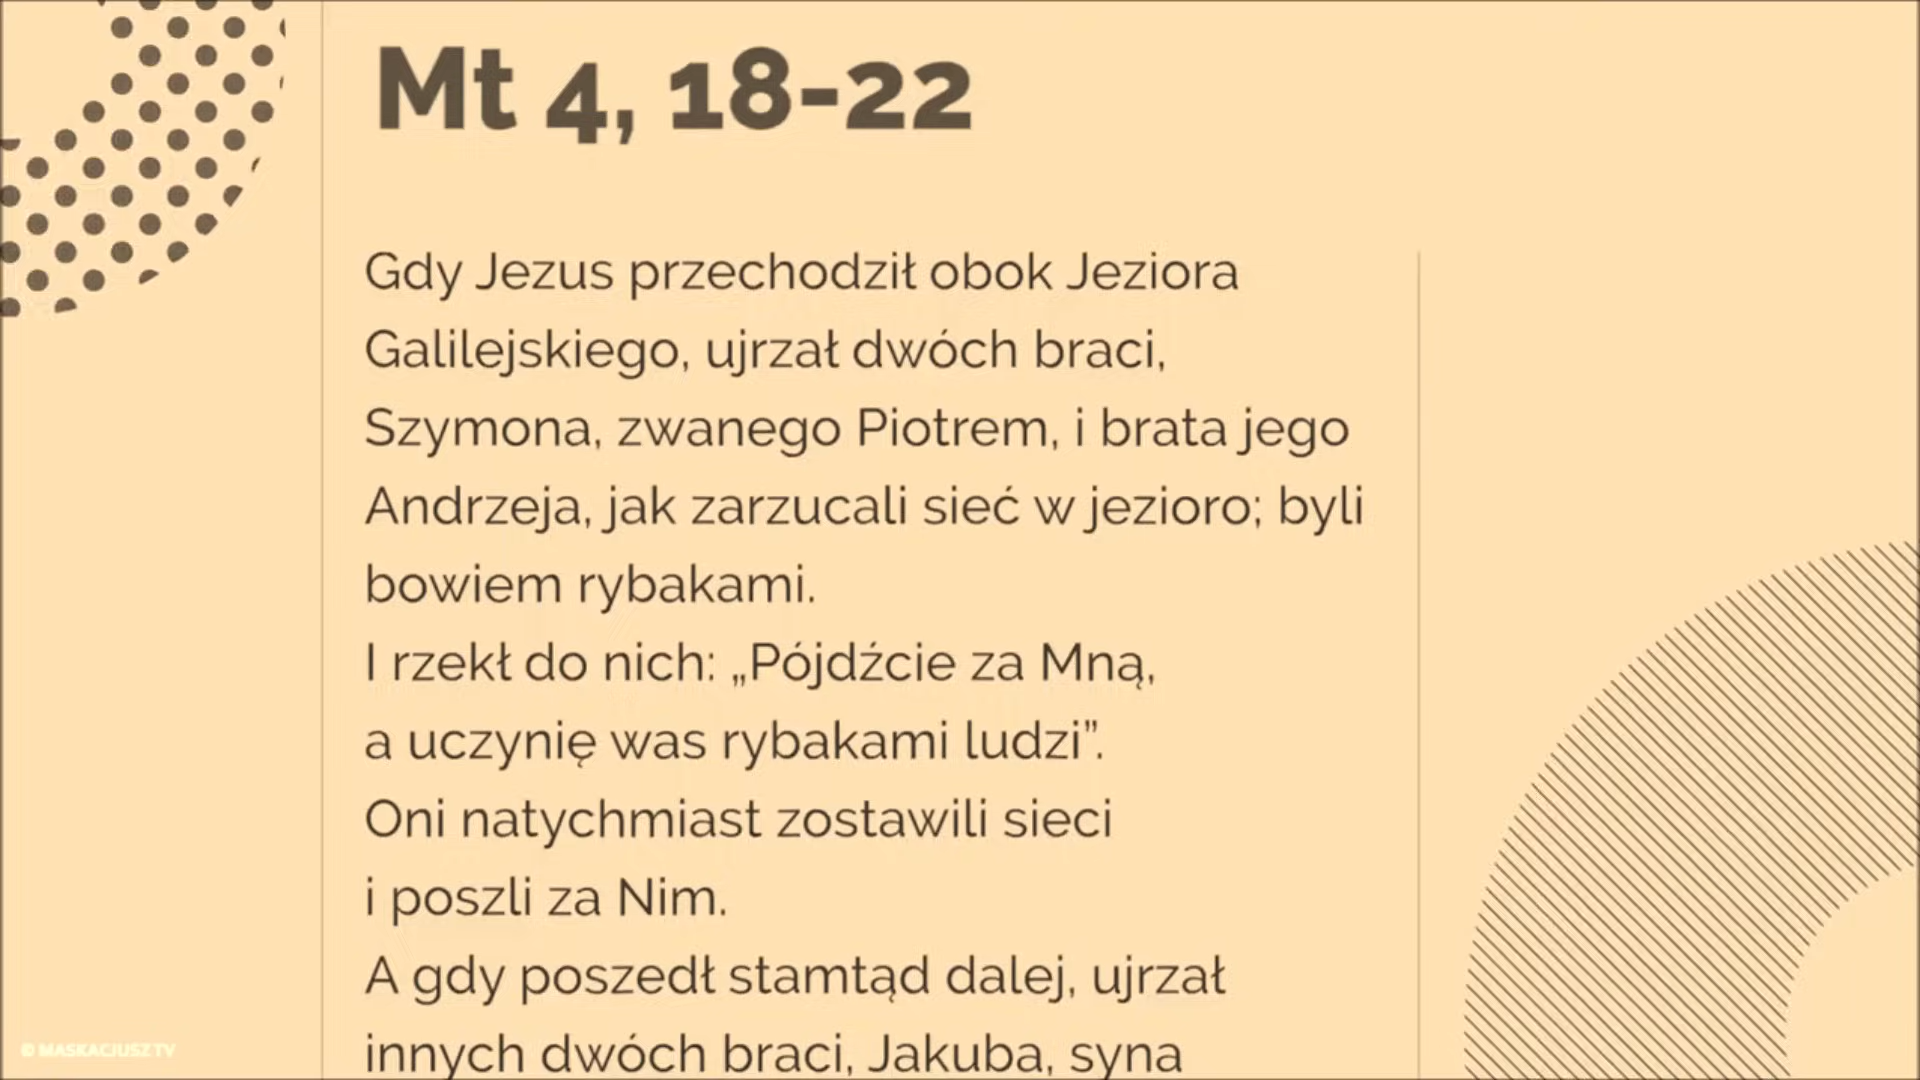 Mt 4, 18-22
Gdy Jezus przechodził obok Jeziora
Galilejskiego, ujrzał dwóch braci,
Szymona, zwanego Piotrem, i brata jego
Andrzeja, jak zarzucali sieć w jezioro; byli
bowiem rybakami.
I rzekł do nich: „Pójdźcie za Mną,
a uczynię was rybakami ludzi”.
Oni natychmiast zostawili sieci
i poszli za Nim.
A gdy poszedł stamtąd dalej, ujrzał
innych dwóch braci, Jakuba, syna
© MASKACJUSZ TV